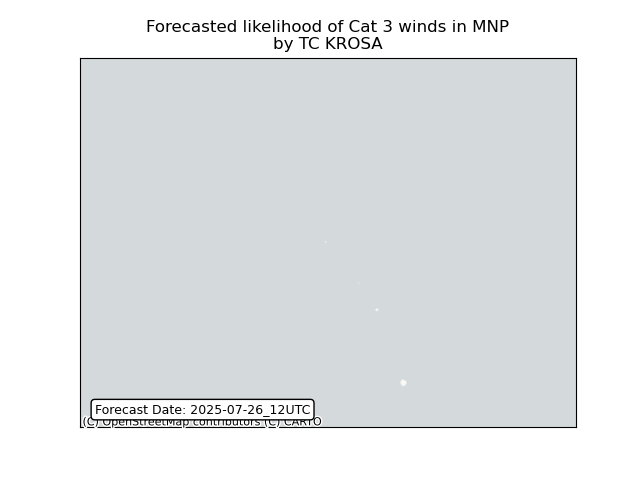 Forecasted likelihood of Cat 3 winds in MNP
by TC KROSA
Forecast Date: 2025-07-26_12UTC
(C) OpenStreetMap contributors (C) CARTO